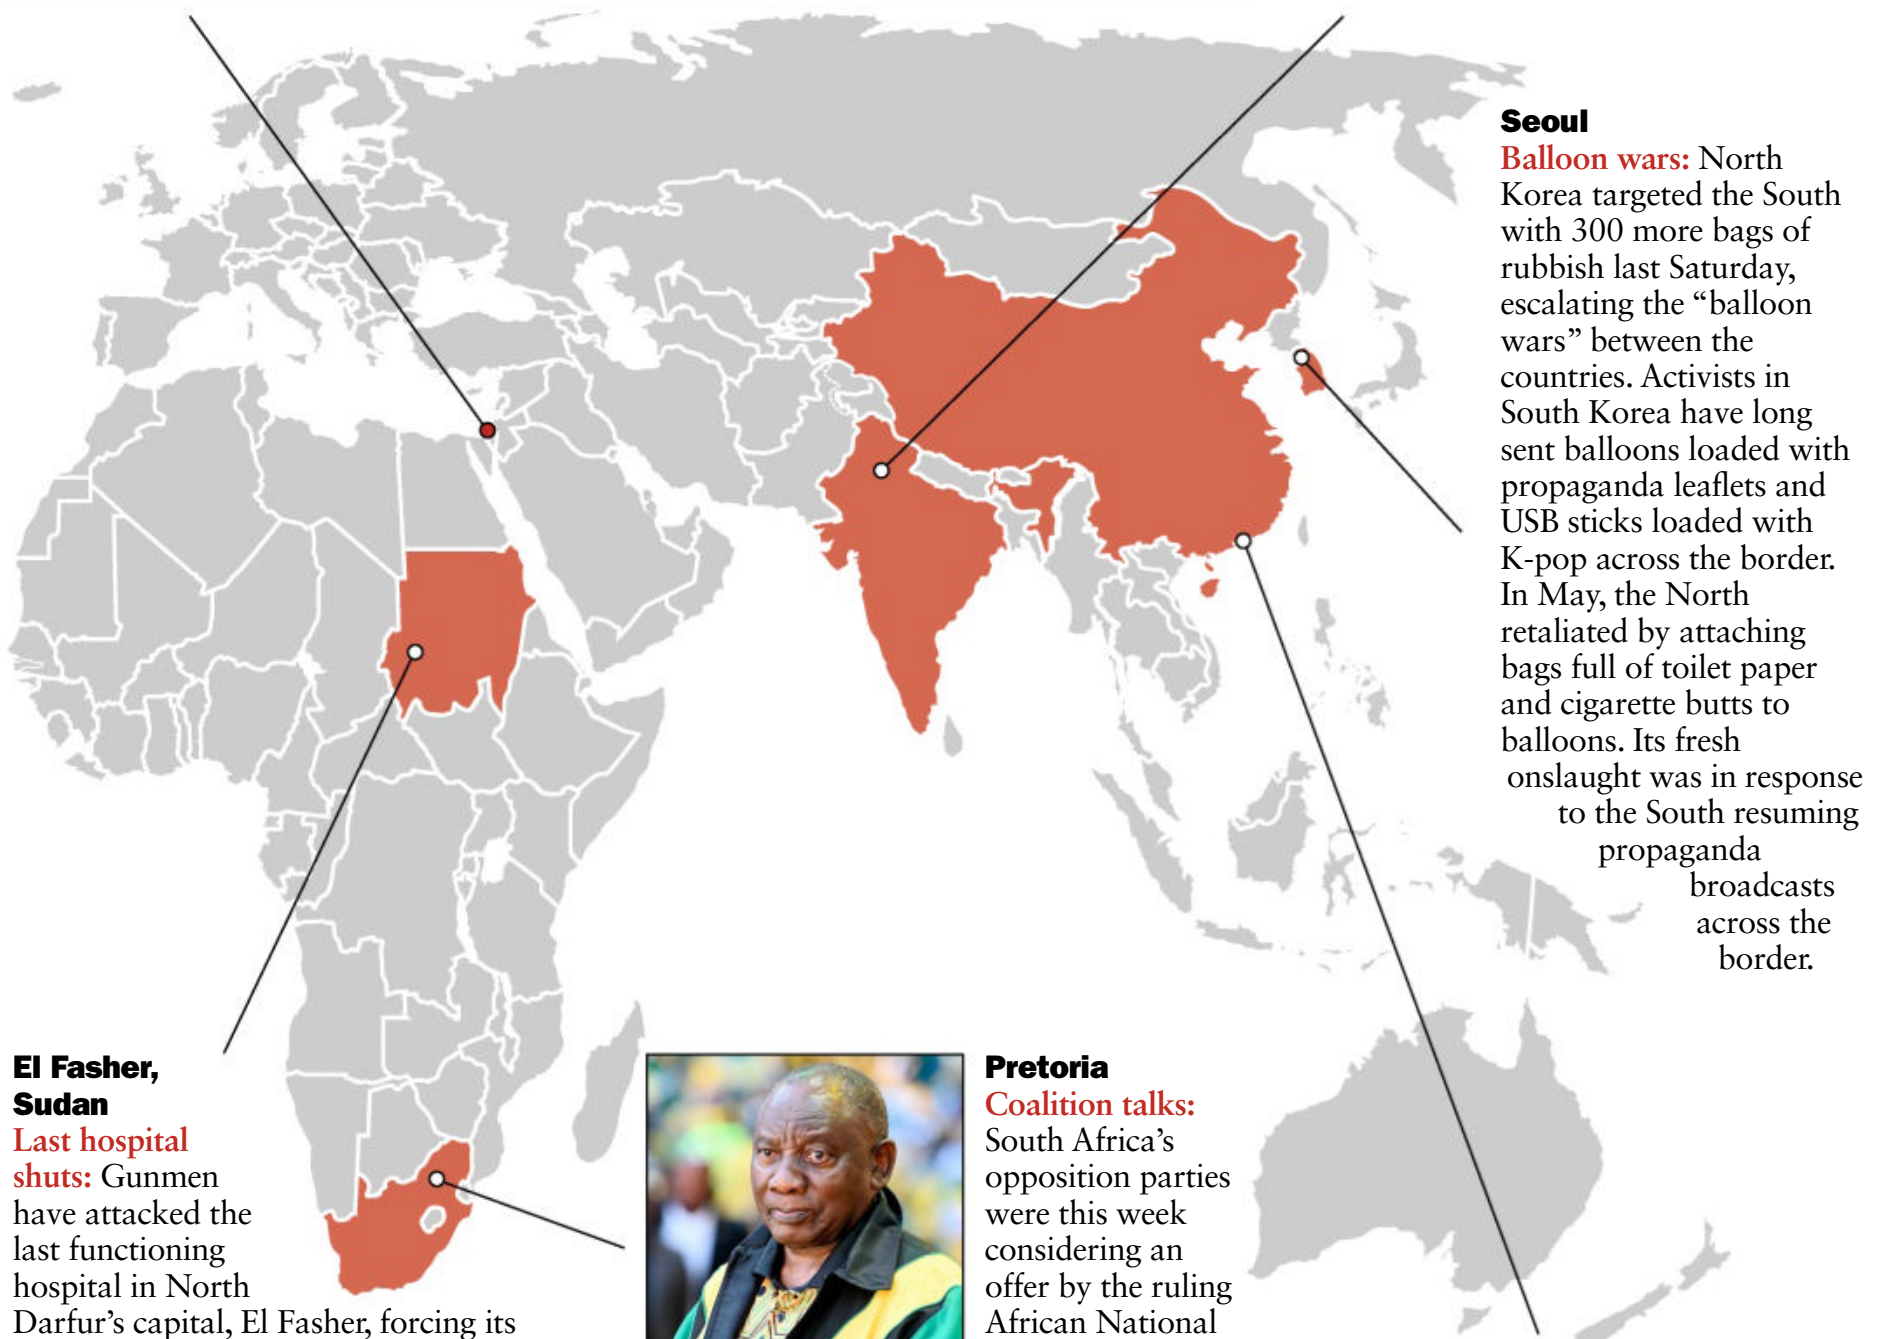 Seoul
Balloon wars: North
Korea targeted the South
with 300 more bags of
rubbish last Saturday,
escalating the “balloon
wars” between the
countries. Activists in
South Korea have long
sent balloons loaded with
propaganda leaflets and
USB sticks loaded with
K-pop across the border.
In May, the North
retaliated by attaching
bags full of toilet paper
and cigarette butts to
balloons. Its fresh
onslaught was in response
to the South resuming
propaganda
broadcasts
across the
border.
El Fasher,
Sudan
Last hospital
shuts: Gunmen
have attacked the
last functioning
hospital in North
Darfur’s capital, El Fasher, forcing its
Pretoria
Coalition talks:
South Africa’s
opposition parties
were this week
considering an
offer by the ruling
African National